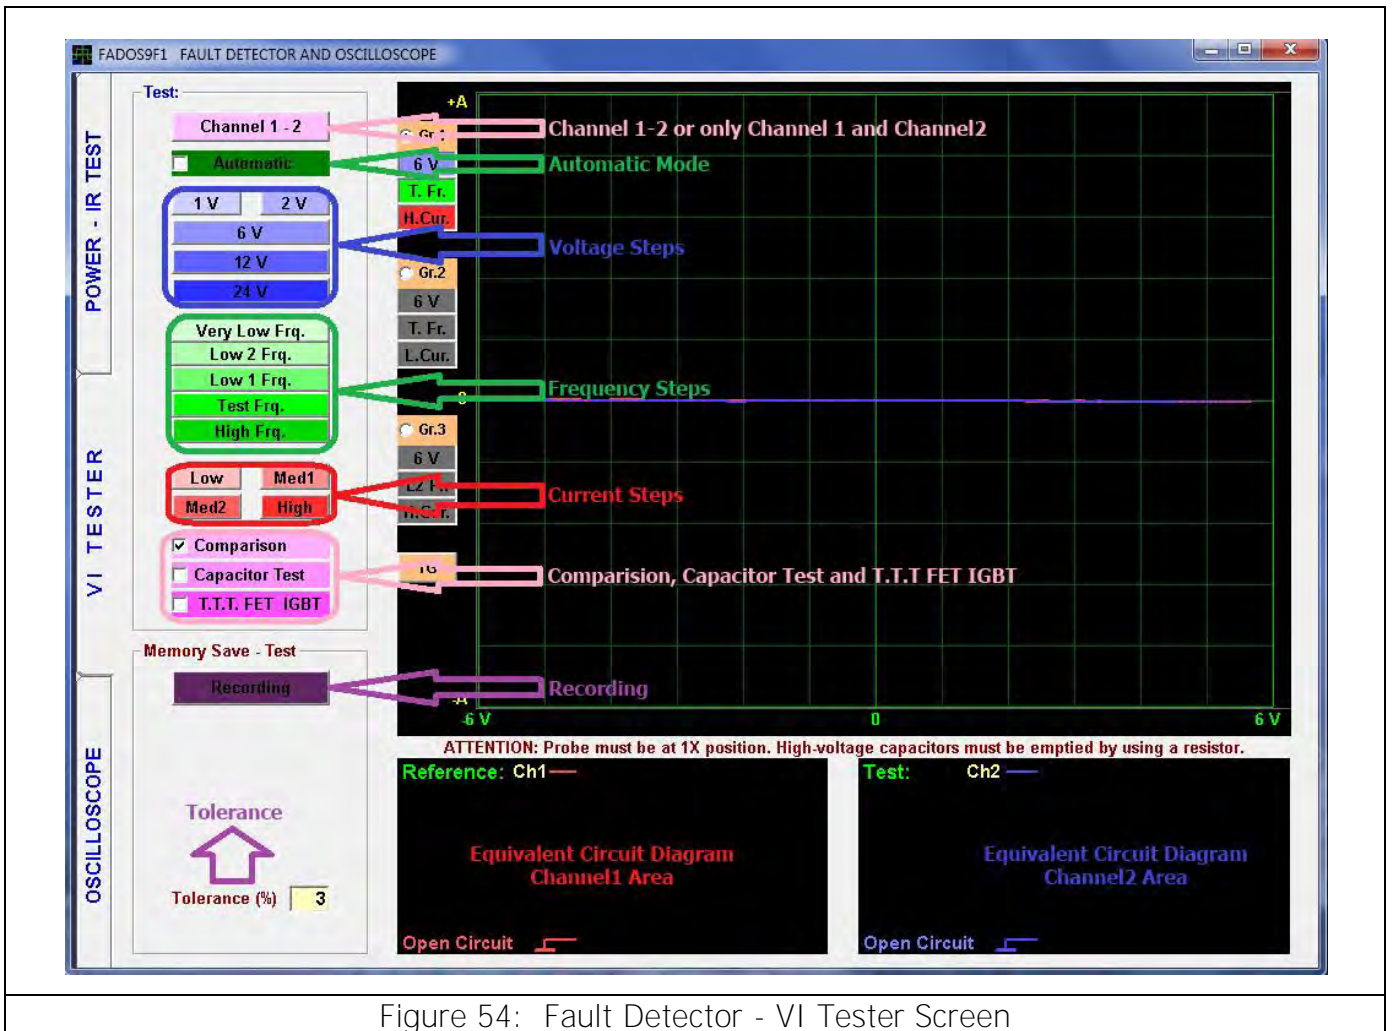 FADOS9F1 FAULT DETECTOR AND OSCILLOSCOPE
POWER - IR TEST
VI TESTER
OSCILLOSCOPE
Test:
Channel 1 - 2
Automatic
1 V
2 V
6 V
12 V
24 V
Very Low Frq.
Low 2 Frq.
Low 1 Frq.
Test Frq.
High Frq.
Low
Med1
Med2
High
Comparison
Capacitor Test
T.T.T. FET IGBT
Memory Save - Test
Recording
Tolerance
Tolerance (%) 3
+A
Gr.1
6 V
T. Fr.
H.Cur.
Gr.2
6 V
T. Fr.
L.Cur.
Gr.3
6 V
-A
-6 V
0
6 V
Channel 1-2 or only Channel 1 and Channel2
Automatic Mode
Voltage Steps
Frequency Steps
Current Steps
Comparision, Capacitor Test and T.T.T FET IGBT
Recording
ATTENTION: Probe must be at 1X position. High-voltage capacitors must be emptied by using a resistor.
Reference: Ch1
Equivalent Circuit Diagram
Channel1 Area
Open Circuit
Test: Ch2
Equivalent Circuit Diagram
Channel2 Area
Open Circuit
Figure 54: Fault Detector - VI Tester Screen